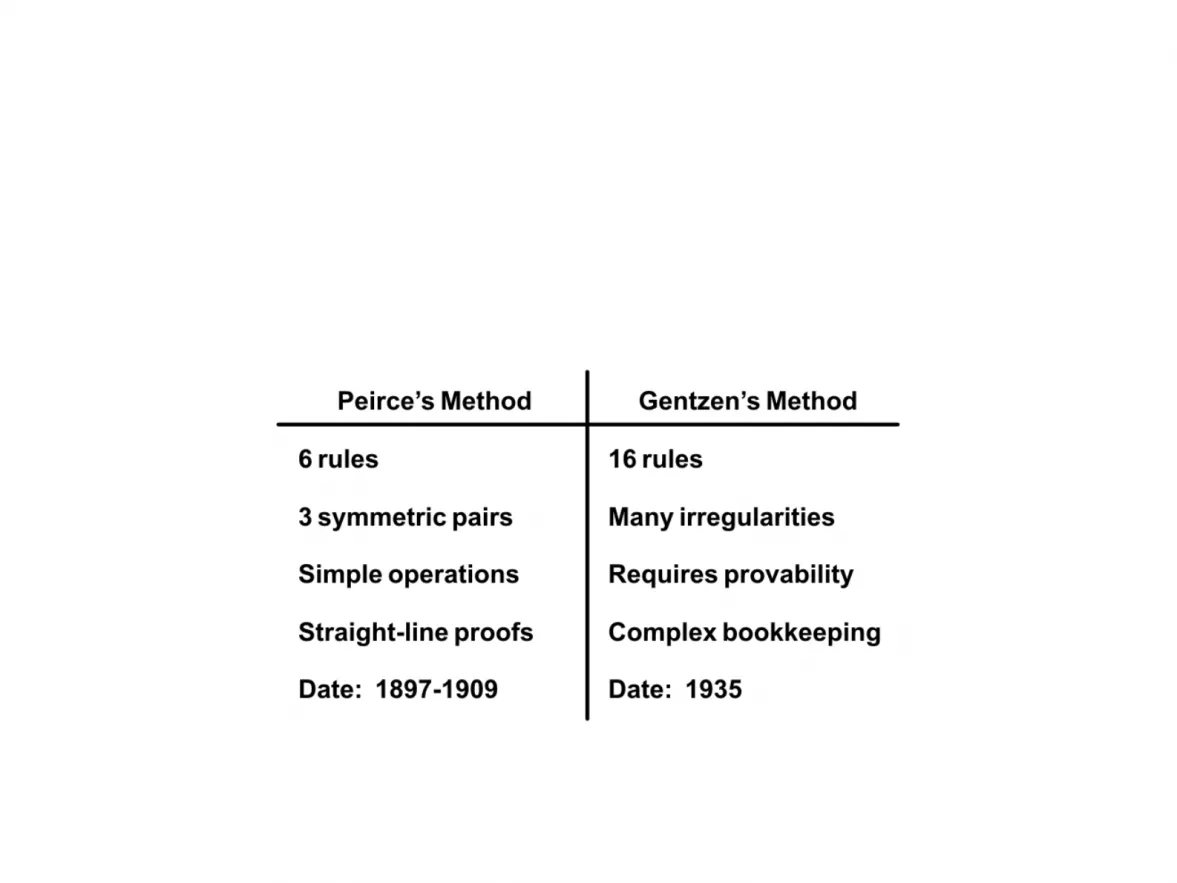 Peirce’s Method Gentzen’s Method
6 rules 16 rules
3 symmetric pairs Many irregularities
Simple operations Requires provability
Straight-line proofs Complex bookkeeping
Date: 1897-1909 Date: 1935